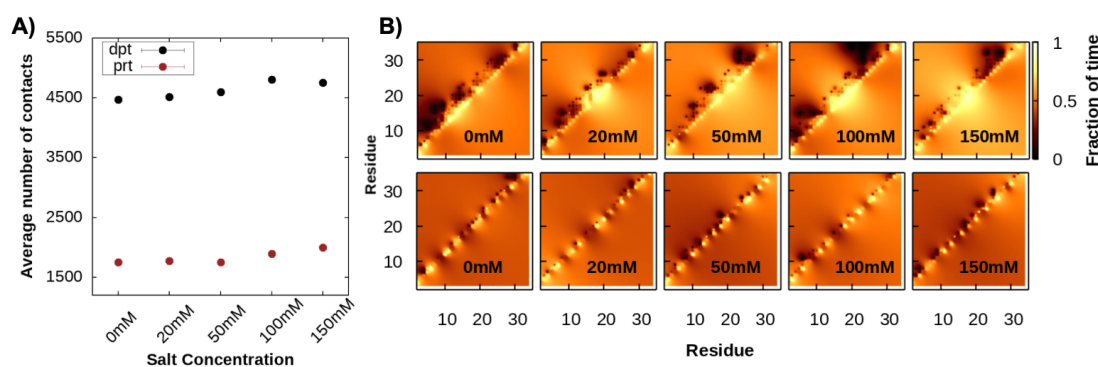 A)
5500
4500
3500
2500
1500
dpt
prt
Average number of contacts
0mM
20mM
50mM
100mM
150mM
Salt Concentration
B)
30
20
10
0mM
20mM
50mM
100mM
150mM
1
0.5
0
Fraction of time
Residue
30
20
10
0mM
20mM
50mM
100mM
150mM
10 20 30
10 20 30
10 20 30
10 20 30
10 20 30
Residue